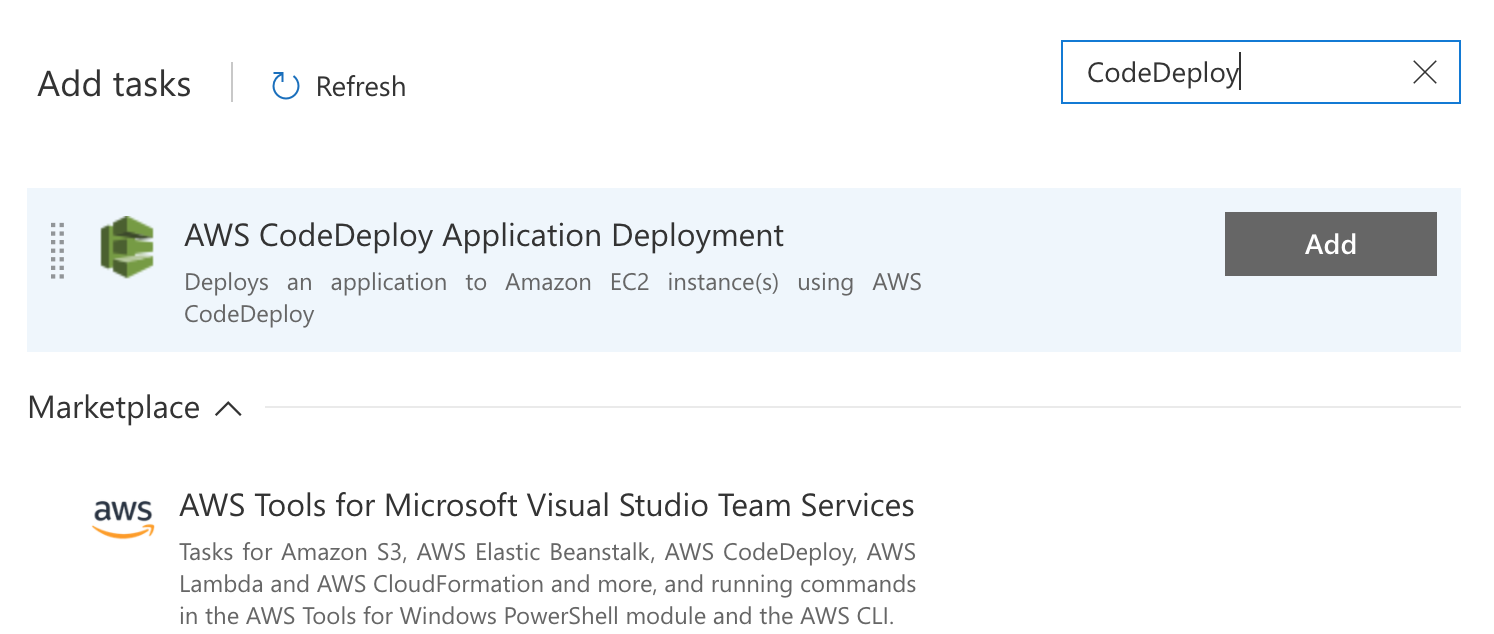 Add tasks
Refresh
CodeDeploy
AWS CodeDeploy Application Deployment
Add
Deploys an application to Amazon EC2 instance(s) using AWS
CodeDeploy
Marketplace
aws
AWS Tools for Microsoft Visual Studio Team Services
Tasks for Amazon S3, AWS Elastic Beanstalk, AWS CodeDeploy, AWS
Lambda and AWS CloudFormation and more, and running commands
in the AWS Tools for Windows PowerShell module and the AWS CLI.